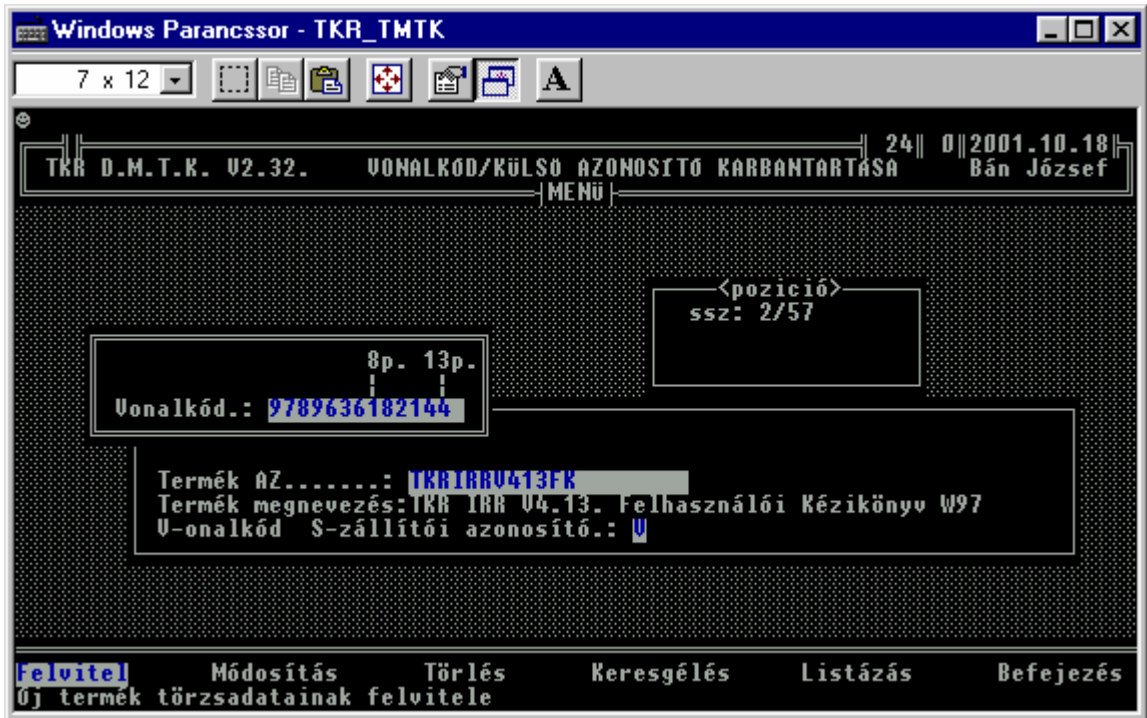 Windows Parancssor - TKR_TMTK
7 x 12
24 0 2001.10.18
TKR D.M.T.K. V2.32. VONALKÓD/KÜLSŐ AZONOSÍTÓ KARBANTARTÁSA Bán József
MENÜ
<pozició>
ssz: 2/57
8p. 13p.
Vonalkód.: 9789636182144
Termék AZ.......: TKRIRRV413FK
Termék megnevezés:TKR IRR V4.13. Felhasználói Kézikönyv W97
V-onalkód S-zállítói azonosító.: V
Felvitel Módosítás Törlés Keresgélés Listázás Befejezés
Új termék törzsadatainak felvitele